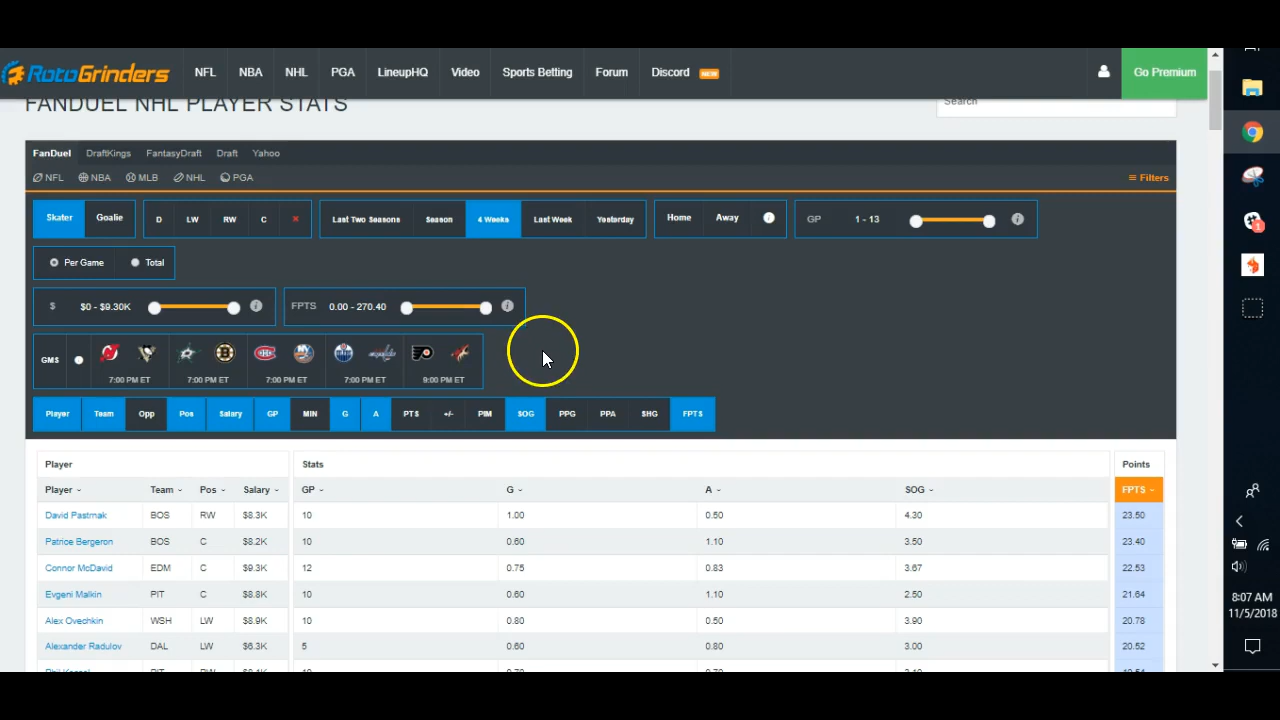 RotoGrinders NFL NBA NHL PGA LineupHQ Video Sports Betting Forum Discord NEW Go Premium
FANDUEL NHL PLAYER STATS Search
FanDuel DraftKings FantasyDraft Draft Yahoo
NFL NBA MLB NHL PGA Filters
Skater Goalie D LW RW C Last Two Seasons Season 4 Weeks Last Week Yesterday Home Away GP 1 - 13
Per Game Total
$ $0 - $9.30K FPTS 0.00 - 270.40
GMS
7:00 PM ET 7:00 PM ET 7:00 PM ET 7:00 PM ET 9:00 PM ET
Player Team Opp Pos Salary GP MIN G A PTS +/- PIM SOG PPG PPA SHG FPTS
Player Stats Points
Player Team Pos Salary GP G A SOG FPTS
David Pastrnak BOS RW $8.3K 10 1.00 0.50 4.30 23.50
Patrice Bergeron BOS C $8.2K 10 0.60 1.10 3.50 23.40
Connor McDavid EDM C $9.3K 12 0.75 0.83 3.67 22.53
Evgeni Malkin PIT C $8.8K 10 0.60 1.10 2.50 21.64
Alex Ovechkin WSH LW $8.9K 10 0.80 0.50 3.90 20.78
Alexander Radulov DAL LW $6.3K 5 0.60 0.80 3.00 20.52
8:07 AM
11/5/2018